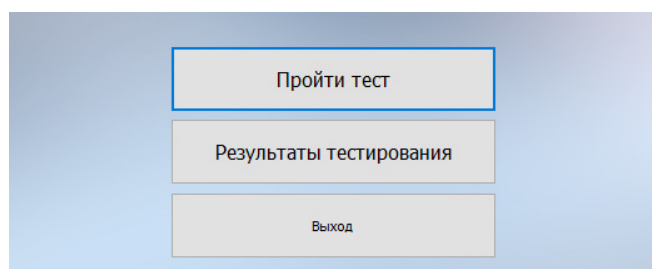 Пройти тест
Результаты тестирования
Выход